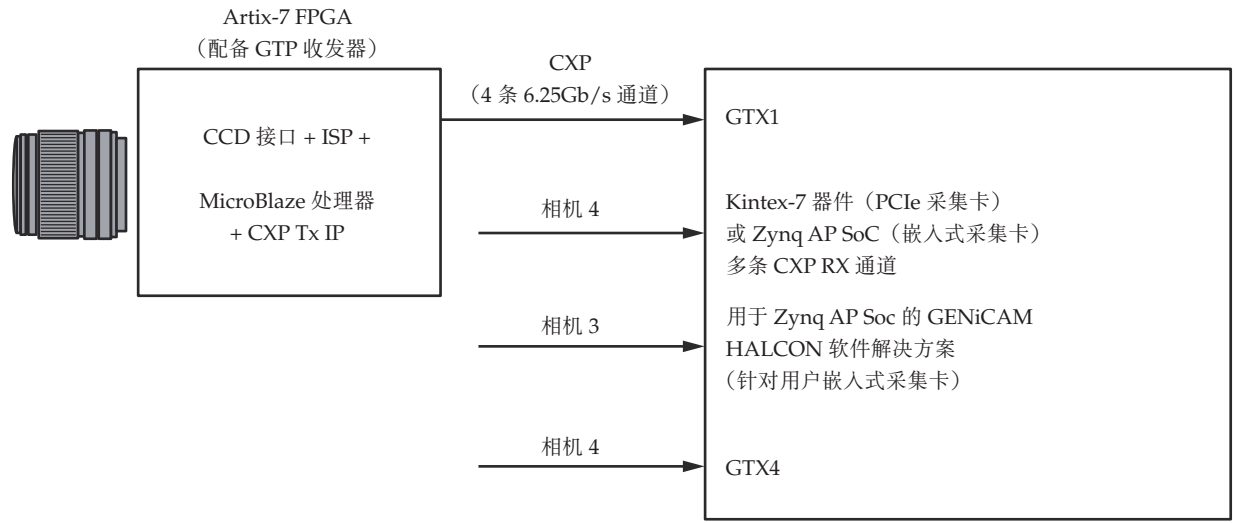 Artix-7 FPGA
（配备 GTP 收发器）
CCD 接口 + ISP +
MicroBlaze 处理器
+ CXP Tx IP
CXP
（4 条 6.25Gb/s 通道）
相机 4
相机 3
相机 4
GTX1
Kintex-7 器件（PCIe 采集卡）
或 Zynq AP SoC（嵌入式采集卡）
多条 CXP RX 通道
用于 Zynq AP Soc 的 GENiCAM
HALCON 软件解决方案
（针对用户嵌入式采集卡）
GTX4